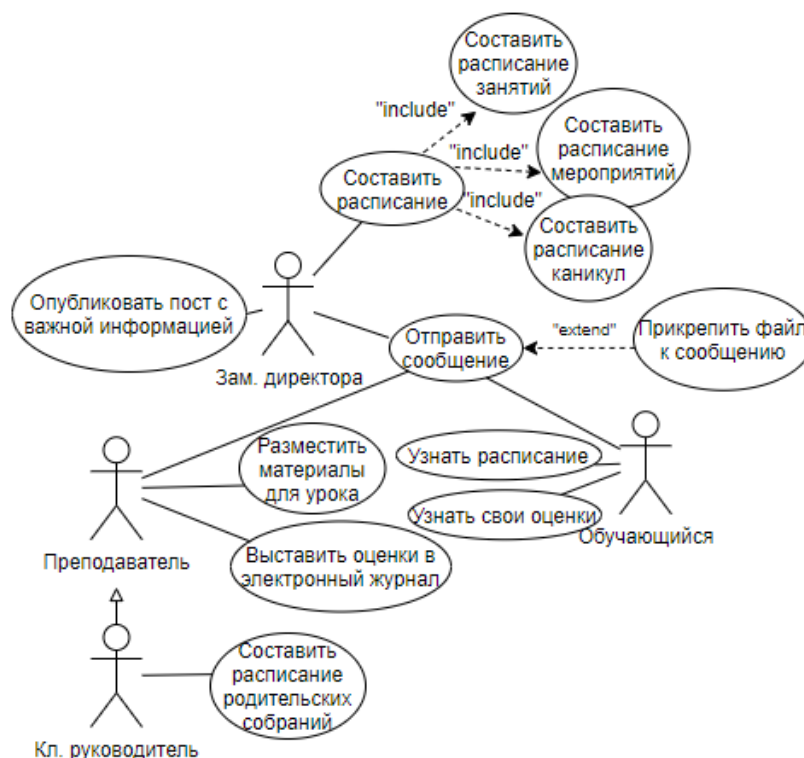 Составить
расписание
занятий
"include"
Составить
расписание
мероприятий
"include"
Составить
расписание
"include"
Составить
расписание
каникул
Опубликовать пост с
важной информацией
Зам. директора
Отправить
сообщение
"extend"
Прикрепить файл
к сообщению
Разместить
материалы
для урока
Узнать расписание
Узнать свои оценки
Обучающийся
Преподаватель
Выставить оценки в
электронный журнал
Составить
расписание
родительских
собраний
Кл. руководитель